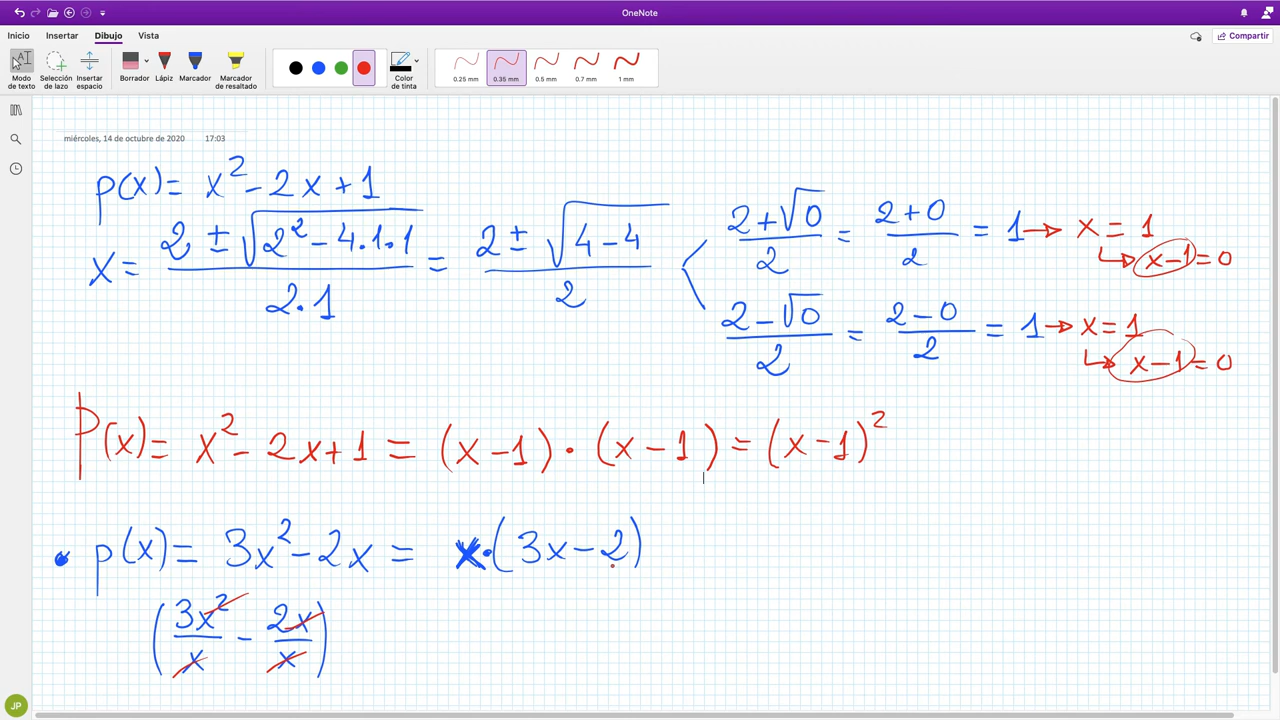 OneNote
Inicio Insertar Dibujo Vista
Compartir
Modo de texto
Selección de lazo
Insertar espacio
Borrador
Lápiz
Marcador
Marcador de resaltado
Color de tinta
0.25 mm
0.35 mm
0.5 mm
0.7 mm
1 mm
miércoles, 14 de octubre de 2020 17:03
p(x) = x² - 2x + 1
x = (2 ± √(2² - 4·1·1))/(2·1) = (2 ± √(4-4))/2
(2+√0)/2 = (2+0)/2 = 1 → x = 1
↳ x-1 = 0
(2-√0)/2 = (2-0)/2 = 1 → x = 1
↳ x-1 = 0
P(x) = x² - 2x + 1 = (x-1)·(x-1) = (x-1)²
• p(x) = 3x² - 2x = x·(3x-2)
(3x²/x - 2x/x)
JP